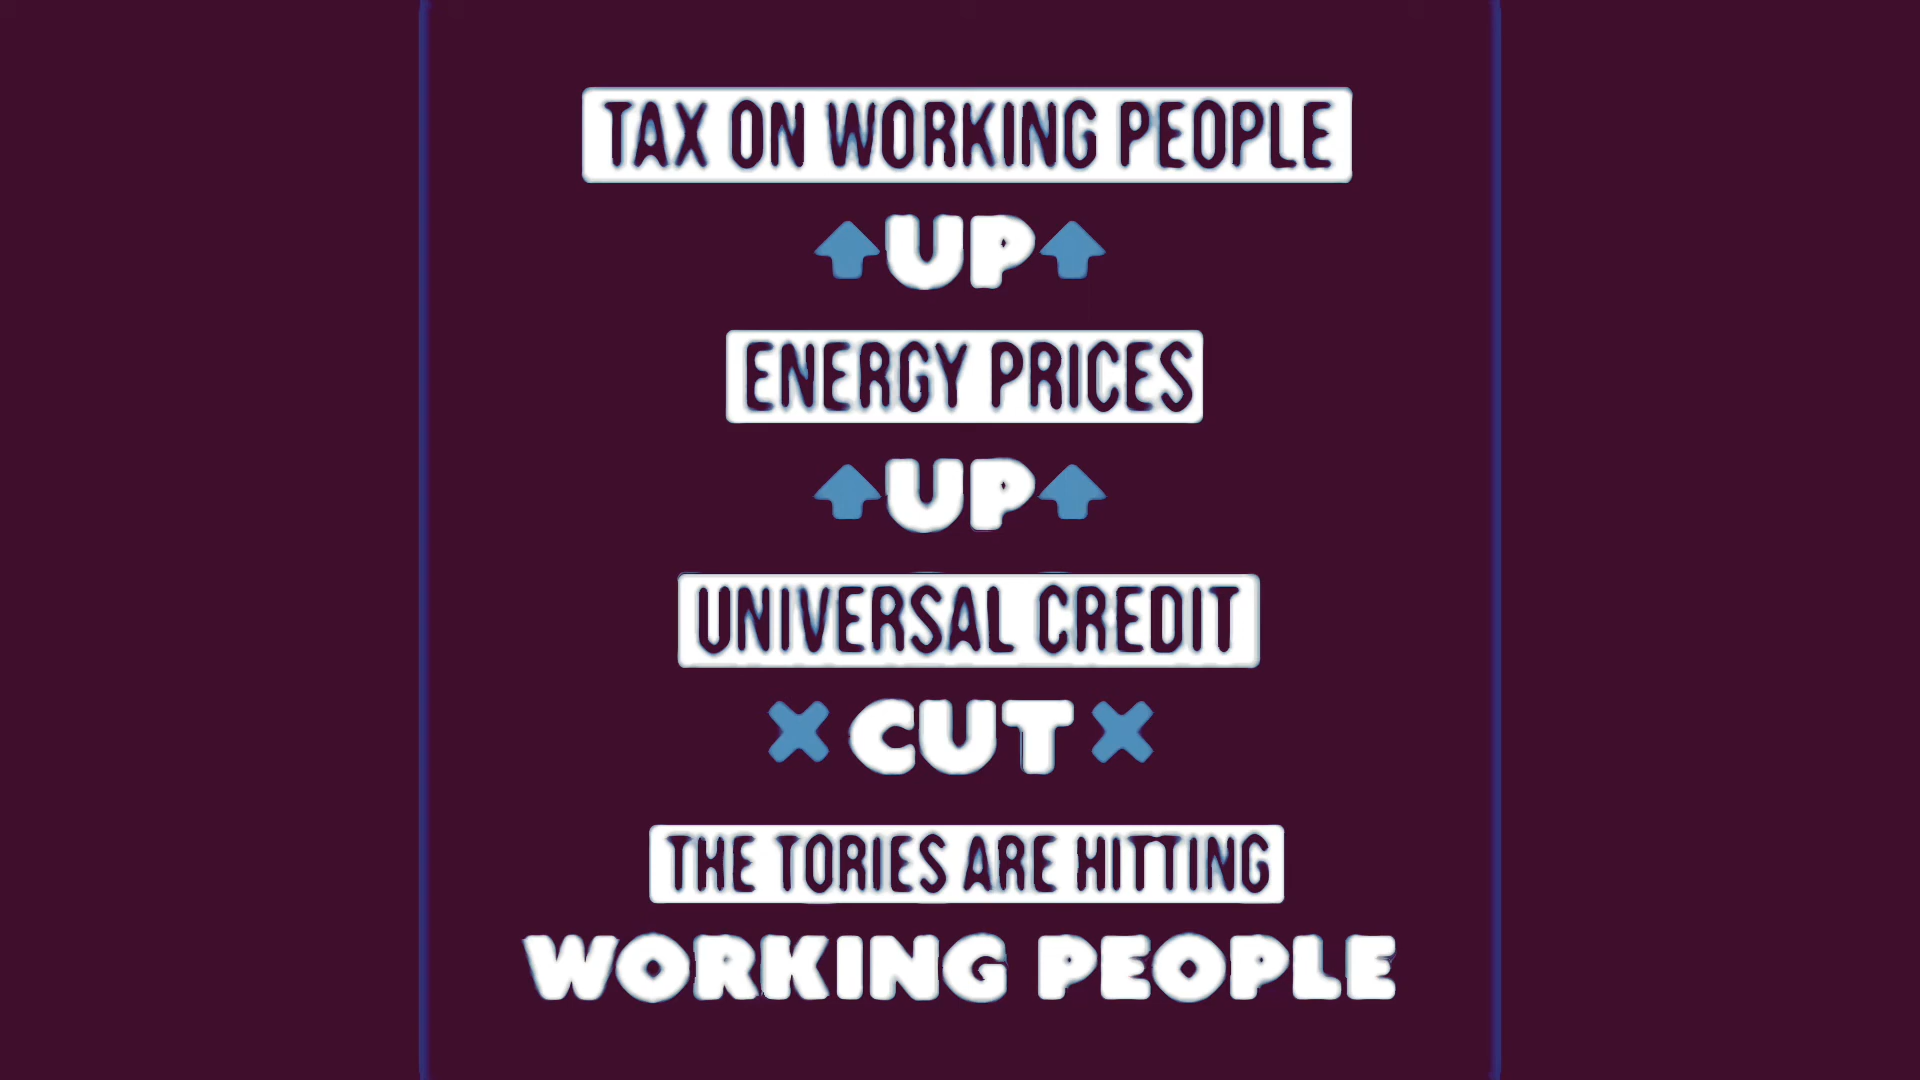 TAX ON WORKING PEOPLE
UP
ENERGY PRICES
UP
UNIVERSAL CREDIT
CUT
THE TORIES ARE HITTING
WORKING PEOPLE